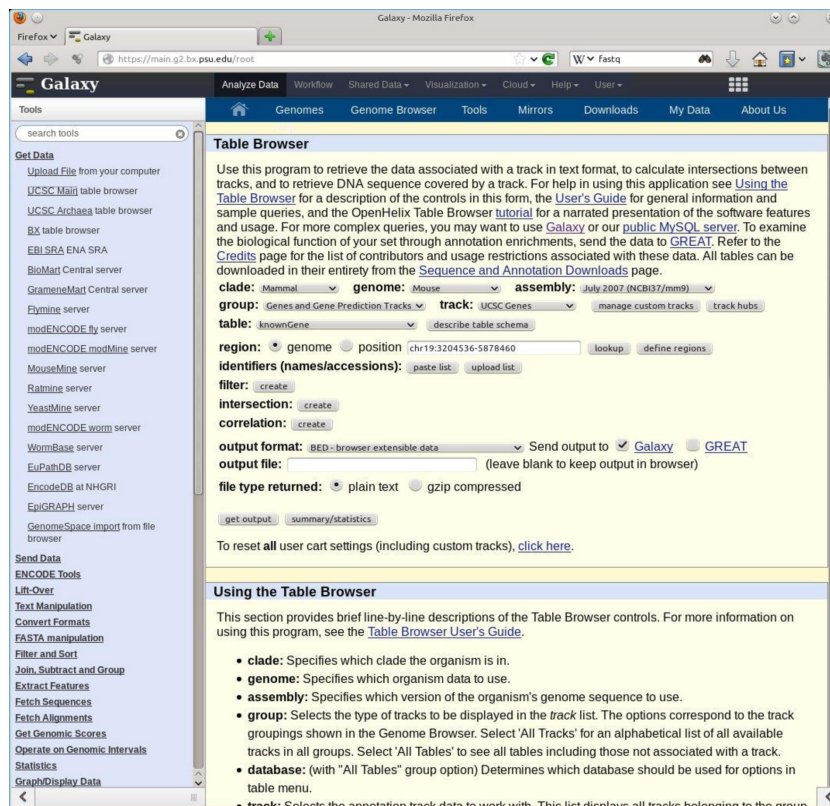 Galaxy - Mozilla Firefox
Firefox
Galaxy
https://main.g2.bx.psu.edu/root
fastq
Galaxy
Analyze Data Workflow Shared Data Visualization Cloud Help User
Tools
Genomes Genome Browser Tools Mirrors Downloads My Data About Us
search tools
Get Data
Upload File from your computer
UCSC Main table browser
UCSC Archaea table browser
BX table browser
EBI SRA ENA SRA
BioMart Central server
GrameneMart Central server
Flymine server
modENCODE fly server
modENCODE modMine server
MouseMine server
Ratmine server
YeastMine server
modENCODE worm server
WormBase server
EuPathDB server
EncodeDB at NHGRI
EpiGRAPH server
GenomeSpace import from file
browser
Send Data
ENCODE Tools
Lift-Over
Text Manipulation
Convert Formats
FASTA manipulation
Filter and Sort
Join, Subtract and Group
Extract Features
Fetch Sequences
Fetch Alignments
Get Genomic Scores
Operate on Genomic Intervals
Statistics
Graph/Display Data
Table Browser
Use this program to retrieve the data associated with a track in text format, to calculate intersections between
tracks, and to retrieve DNA sequence covered by a track. For help in using this application see Using the
Table Browser for a description of the controls in this form, the User's Guide for general information and
sample queries, and the OpenHelix Table Browser tutorial for a narrated presentation of the software features
and usage. For more complex queries, you may want to use Galaxy or our public MySQL server. To examine
the biological function of your set through annotation enrichments, send the data to GREAT. Refer to the
Credits page for the list of contributors and usage restrictions associated with these data. All tables can be
downloaded in their entirety from the Sequence and Annotation Downloads page.
clade: Mammal genome: Mouse assembly: July 2007 (NCBI37/mm9)
group: Genes and Gene Prediction Tracks track: UCSC Genes manage custom tracks track hubs
table: knownGene describe table schema
region: genome position chr19:3204536-5878460 lookup define regions
identifiers (names/accessions): paste list upload list
filter: create
intersection: create
correlation: create
output format: BED - browser extensible data Send output to Galaxy GREAT
output file: (leave blank to keep output in browser)
file type returned: plain text gzip compressed
get output summary/statistics
To reset all user cart settings (including custom tracks), click here.
Using the Table Browser
This section provides brief line-by-line descriptions of the Table Browser controls. For more information on
using this program, see the Table Browser User's Guide.
• clade: Specifies which clade the organism is in.
• genome: Specifies which organism data to use.
• assembly: Specifies which version of the organism's genome sequence to use.
• group: Selects the type of tracks to be displayed in the track list. The options correspond to the track
groupings shown in the Genome Browser. Select 'All Tracks' for an alphabetical list of all available
tracks in all groups. Select 'All Tables' to see all tables including those not associated with a track.
• database: (with "All Tables" group option) Determines which database should be used for options in
table menu.
• track: Selects the annotation track data to work with. This list displays all tracks belonging to the group